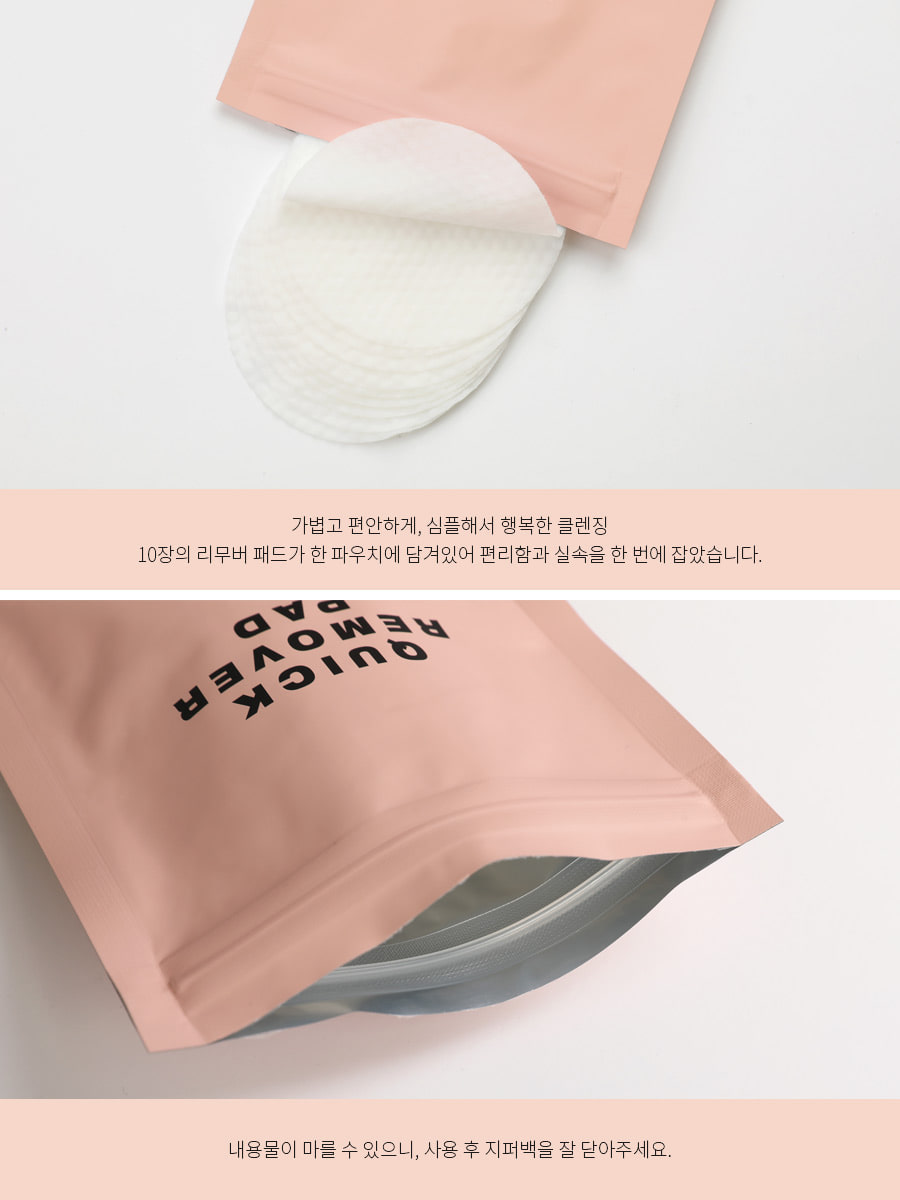 가볍고 편안하게, 심플해서 행복한 클렌징
10장의 리무버 패드가 한 파우치에 담겨있어 편리함과 실속을 한 번에 잡았습니다.
QUICK
REMOVER
PAD
REMOVER
내용물이 마를 수 있으니, 사용 후 지퍼백을 잘 닫아주세요.